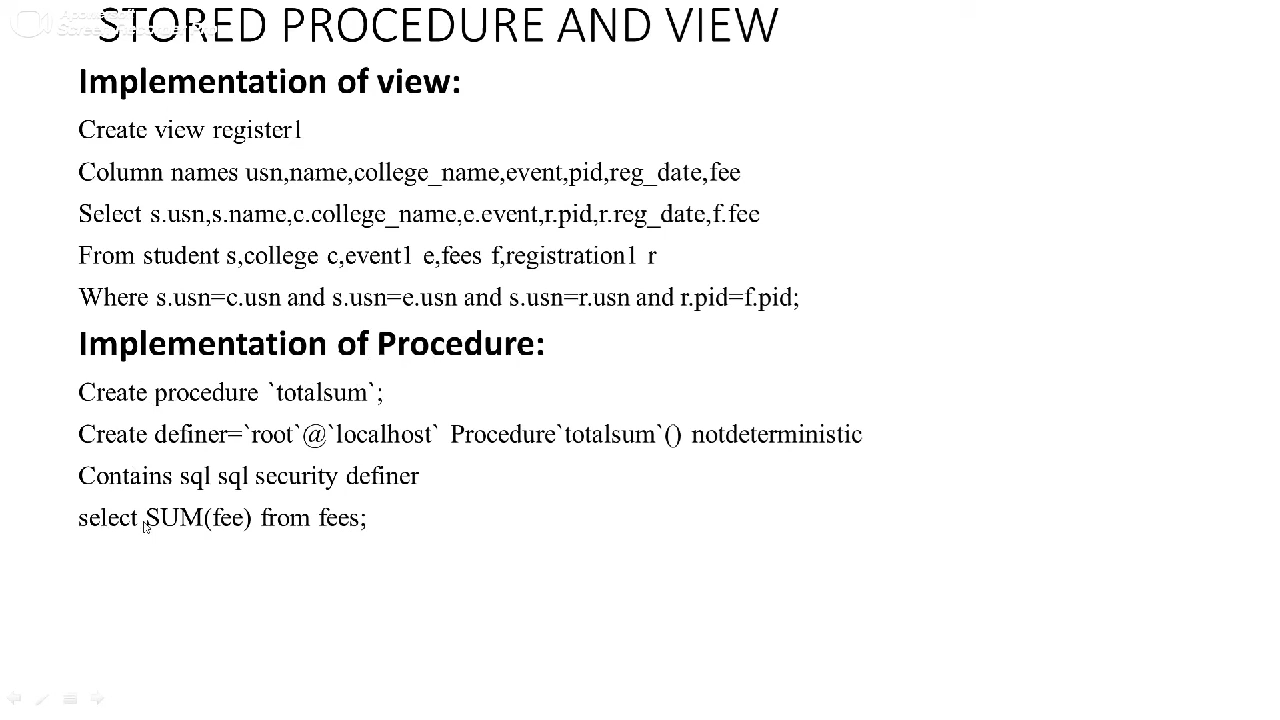 STORED PROCEDURE AND VIEW
Implementation of view:
Create view register1
Column names usn,name,college_name,event,pid,reg_date,fee
Select s.usn,s.name,c.college_name,e.event,r.pid,r.reg_date,f.fee
From student s,college c,event1 e,fees f,registration1 r
Where s.usn=c.usn and s.usn=e.usn and s.usn=r.usn and r.pid=f.pid;
Implementation of Procedure:
Create procedure `totalsum`;
Create definer=`root`@`localhost` Procedure`totalsum`() notdeterministic
Contains sql sql security definer
select SUM(fee) from fees;